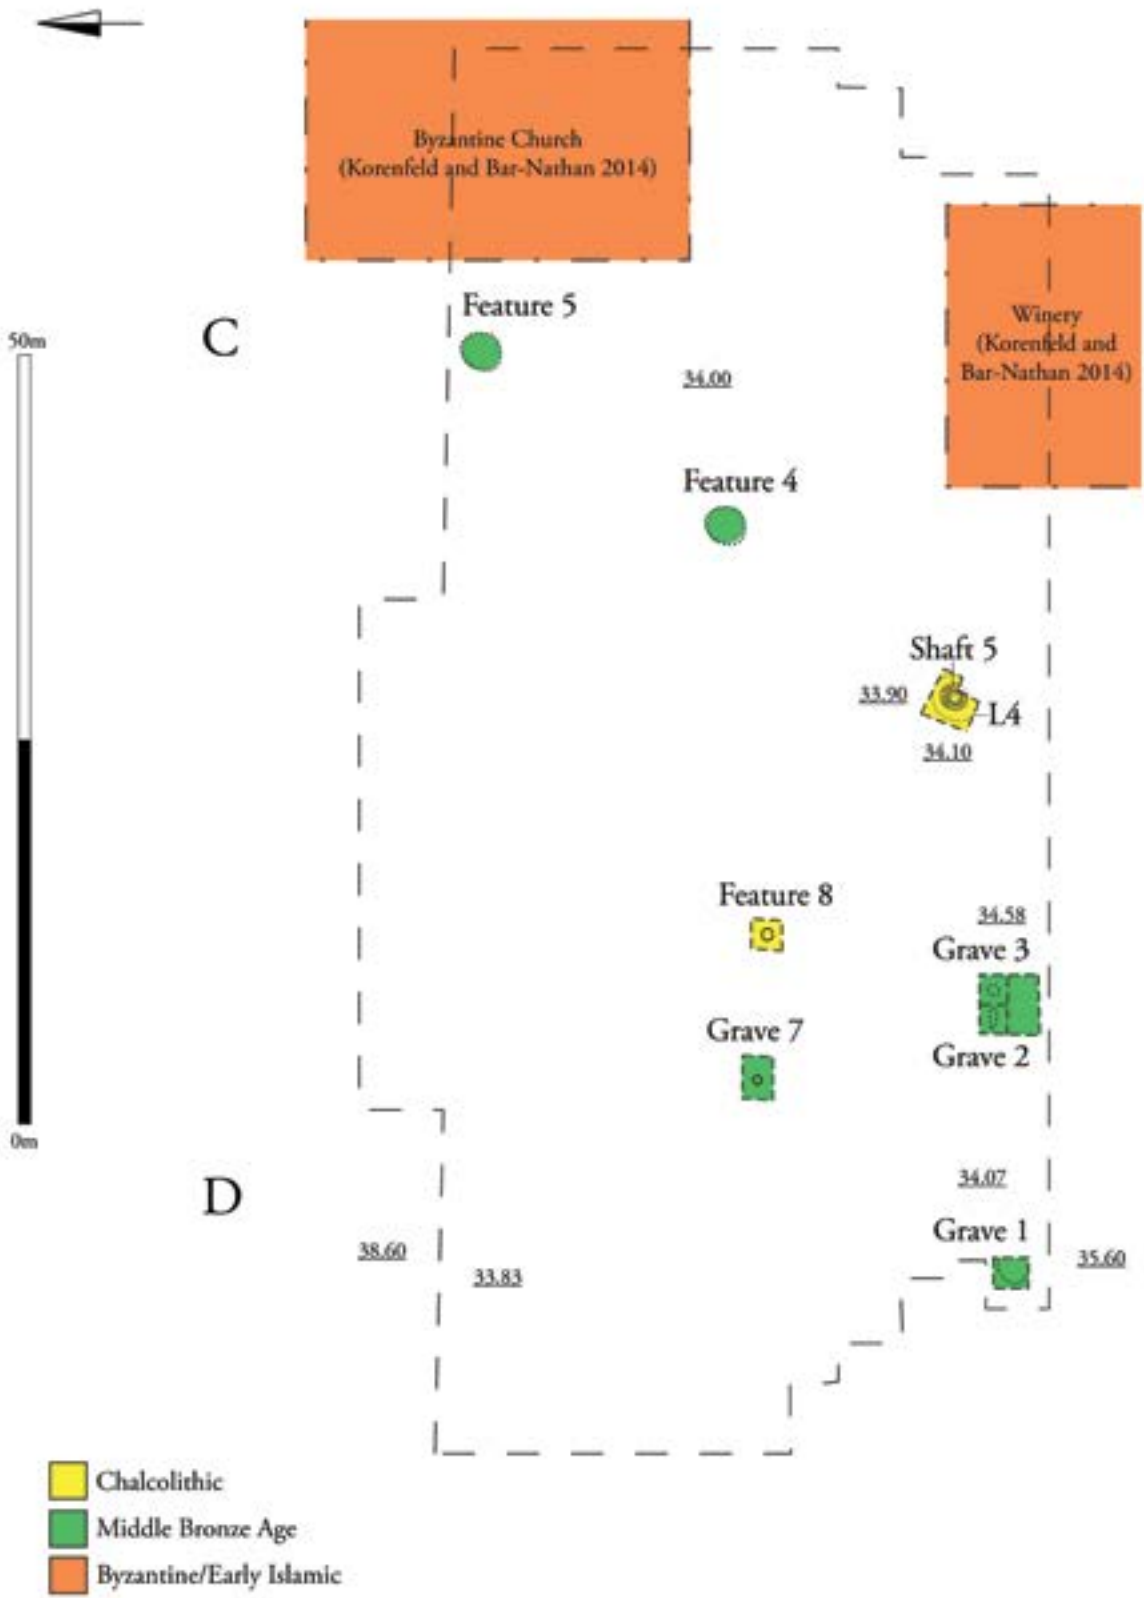 Byzantine Church
(Korenfeld and Bar-Nathan 2014)
Winery
(Korenfeld and
Bar-Nathan 2014)
C
Feature 5
50m
34.00
Feature 4
Shaft 5
33.90
L4
34.10
Feature 8
34.58
Grave 3
Grave 7
Grave 2
0m
D
34.07
Grave 1
38.60
33.83
35.60
Chalcolithic
Middle Bronze Age
Byzantine/Early Islamic